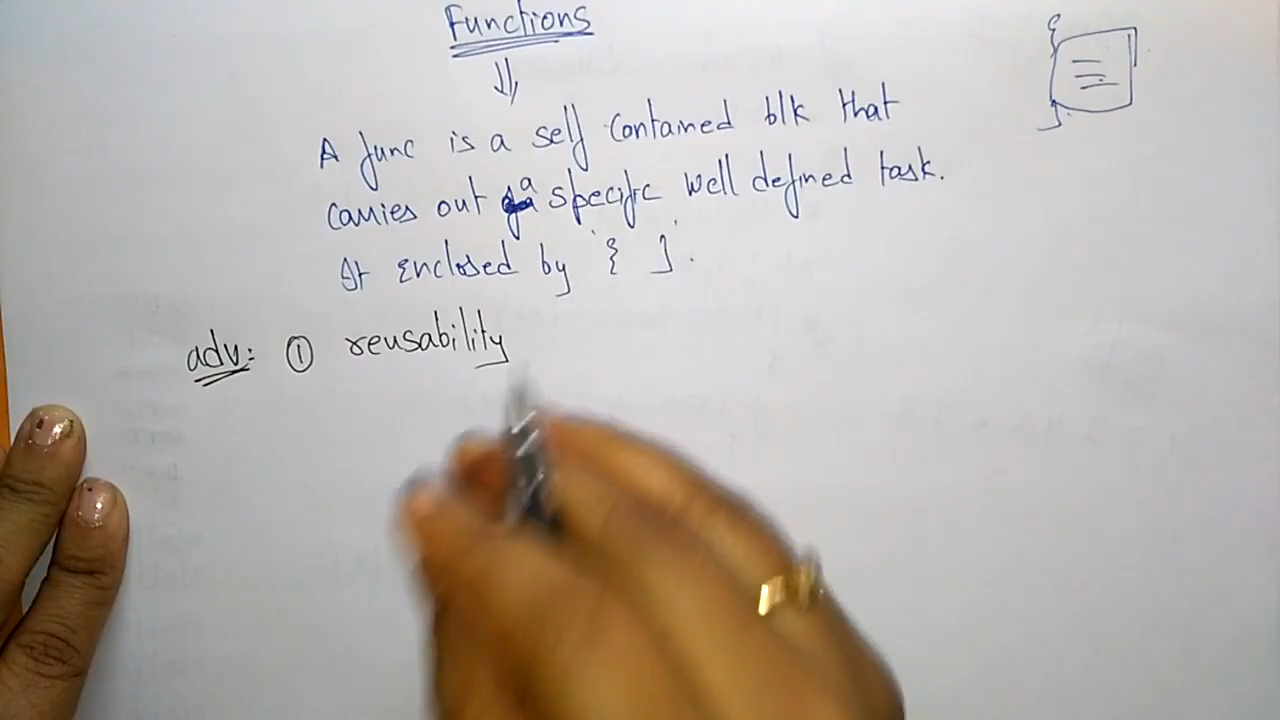 Functions
⇓
A func is a self contained blk that
carries out a specific well defined task.
It enclosed by '{ }'.
adv: ① reusability